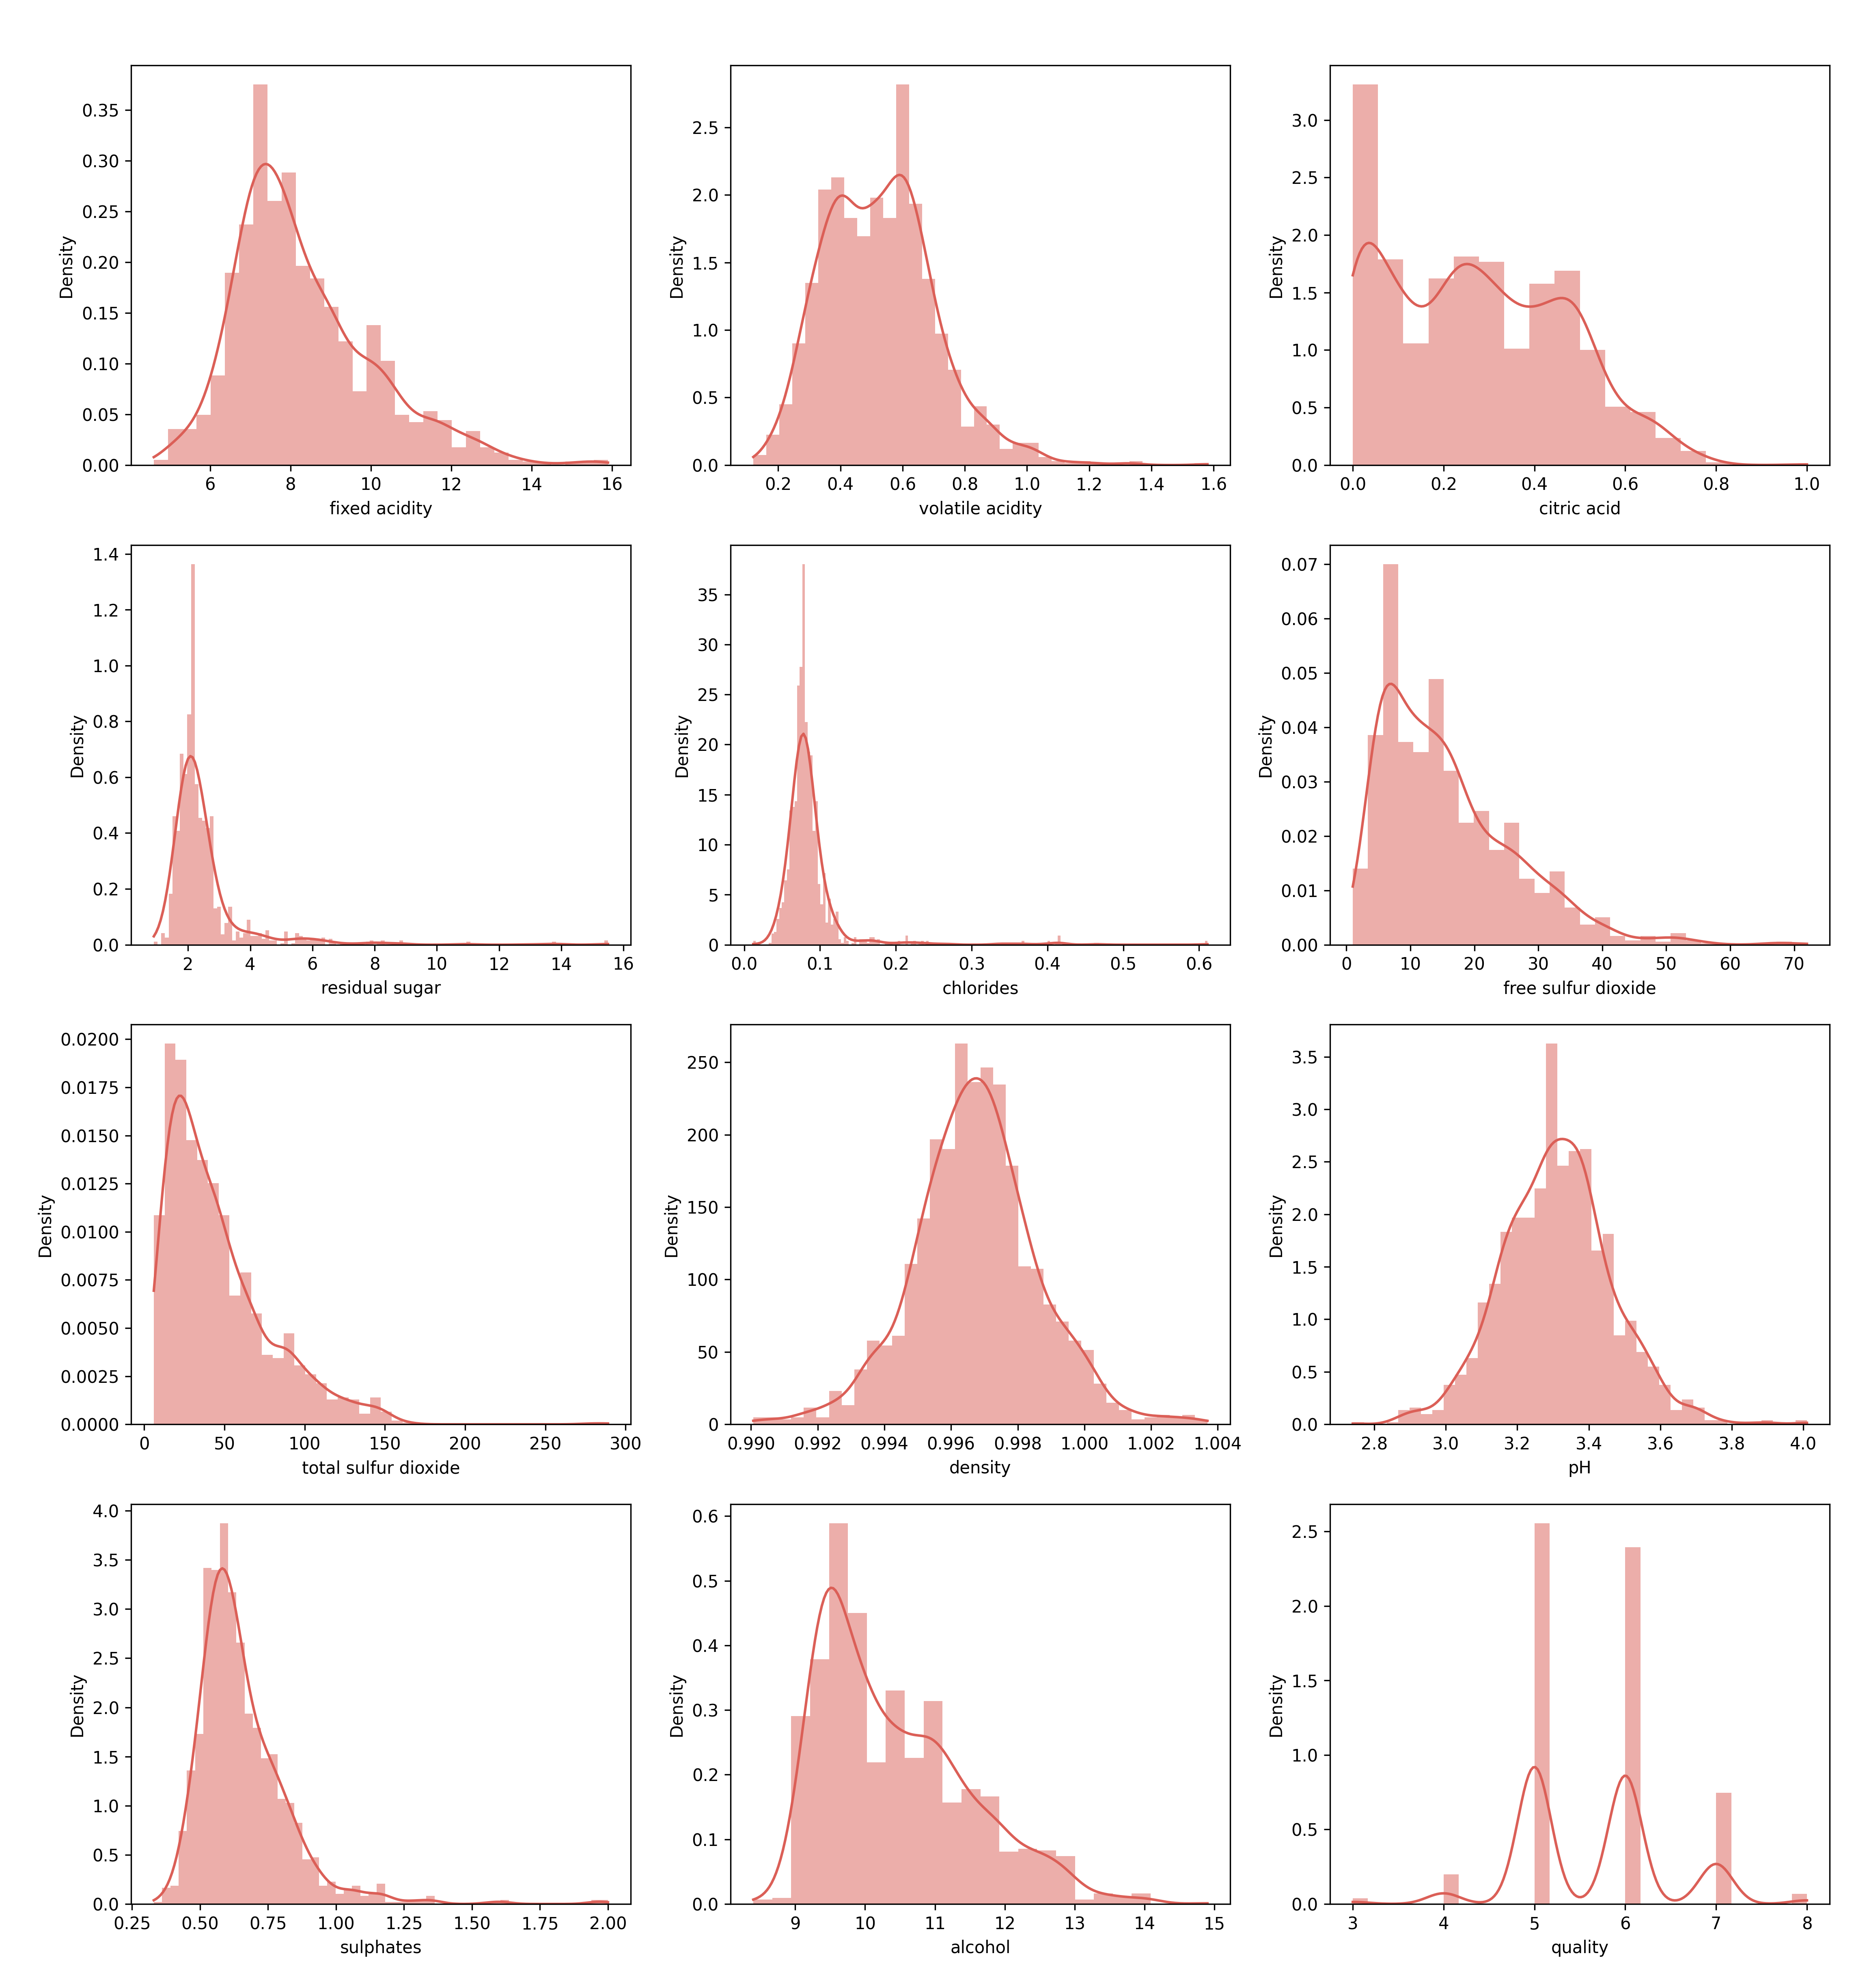 Density
0.35
0.30
0.25
0.20
0.15
0.10
0.05
0.00
6 8 10 12 14 16
fixed acidity
Density
2.5
2.0
1.5
1.0
0.5
0.0
0.2 0.4 0.6 0.8 1.0 1.2 1.4 1.6
volatile acidity
Density
3.0
2.5
2.0
1.5
1.0
0.5
0.0
0.0 0.2 0.4 0.6 0.8 1.0
citric acid
Density
1.4
1.2
1.0
0.8
0.6
0.4
0.2
0.0
2 4 6 8 10 12 14 16
residual sugar
Density
35
30
25
20
15
10
5
0
0.0 0.1 0.2 0.3 0.4 0.5 0.6
chlorides
Density
0.07
0.06
0.05
0.04
0.03
0.02
0.01
0.00
0 10 20 30 40 50 60 70
free sulfur dioxide
Density
0.0200
0.0175
0.0150
0.0125
0.0100
0.0075
0.0050
0.0025
0.0000
0 50 100 150 200 250 300
total sulfur dioxide
Density
250
200
150
100
50
0
0.990 0.992 0.994 0.996 0.998 1.000 1.002 1.004
density
Density
3.5
3.0
2.5
2.0
1.5
1.0
0.5
0.0
2.8 3.0 3.2 3.4 3.6 3.8 4.0
pH
Density
4.0
3.5
3.0
2.5
2.0
1.5
1.0
0.5
0.0
0.25 0.50 0.75 1.00 1.25 1.50 1.75 2.00
sulphates
Density
0.6
0.5
0.4
0.3
0.2
0.1
0.0
9 10 11 12 13 14 15
alcohol
Density
2.5
2.0
1.5
1.0
0.5
0.0
3 4 5 6 7 8
quality